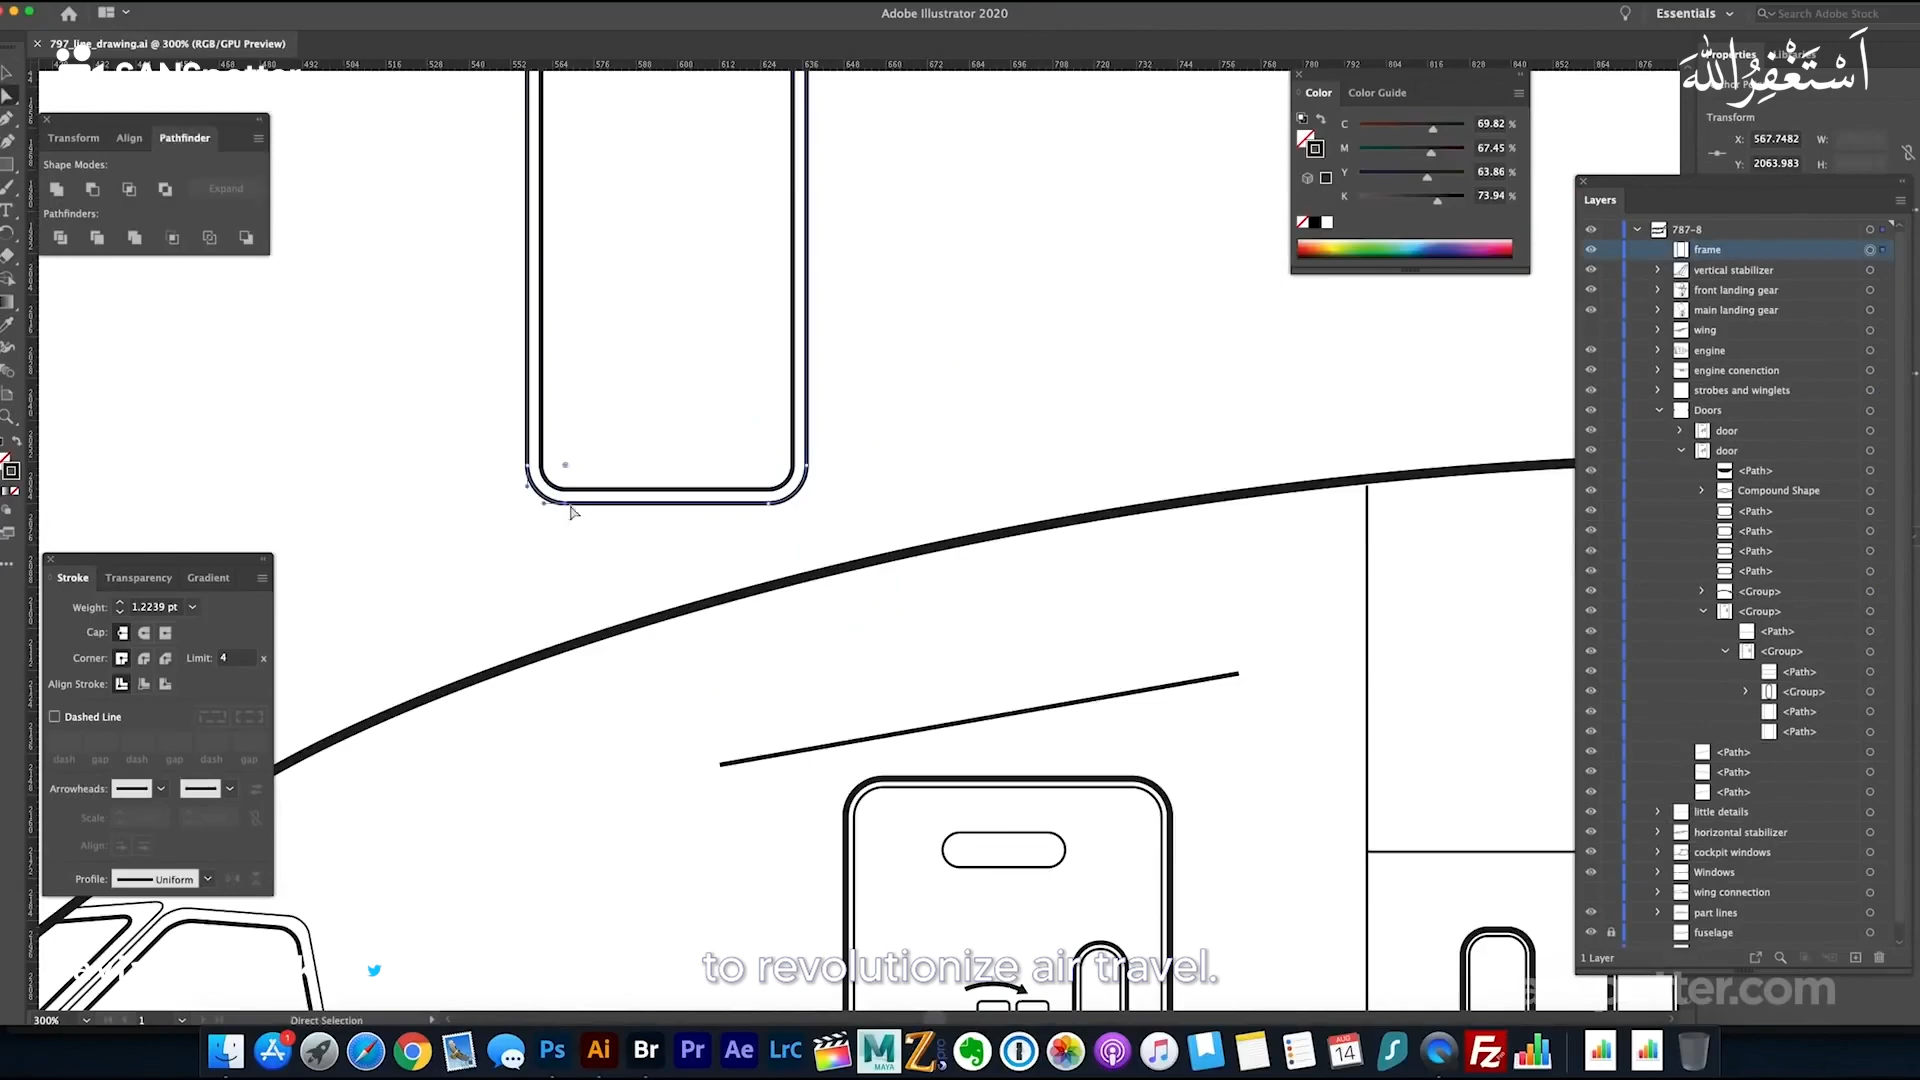 Adobe Illustrator 2020
Essentials
Search Adobe Stock
797_line_drawing.ai @ 300% (RGB/GPU Preview)
أَسْتَغْفِرُاللهَ
Properties
Transform Align Pathfinder
Shape Modes:
Expand
Pathfinders:
Color Color Guide
C 69.82 %
M 67.45 %
Y 63.86 %
K 73.94 %
Transform
X: 567.7482 W:
Y: 2063.983 H:
Layers
787-8
frame
vertical stabilizer
front landing gear
main landing gear
wing
engine
engine conenction
strobes and winglets
Doors
door
door
<Path>
Compound Shape
<Path>
<Path>
<Path>
<Path>
<Group>
<Group>
<Path>
<Group>
<Path>
<Group>
<Path>
<Path>
<Path>
<Path>
<Path>
little details
horizontal stabilizer
cockpit windows
Windows
wing connection
part lines
fuselage
1 Layer
Stroke Transparency Gradient
Weight: 1.2239 pt
Cap:
Corner: Limit: 4 x
Align Stroke:
Dashed Line
dash gap dash gap dash gap
Arrowheads:
Scale:
Align:
Profile: Uniform
to revolutionize air travel.
300% 1 Direct Selection
Ps Ai Br Pr Ae LrC
MAYA
AUG
14